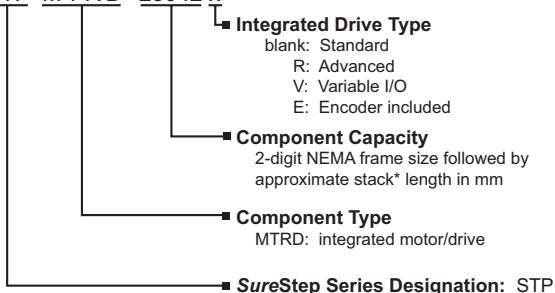 Integrated Drive Type
blank: Standard
R: Advanced
V: Variable I/O
E: Encoder included
Component Capacity
2-digit NEMA frame size followed by
approximate stack* length in mm
Component Type
MTRD: integrated motor/drive
SureStep Series Designation: STP